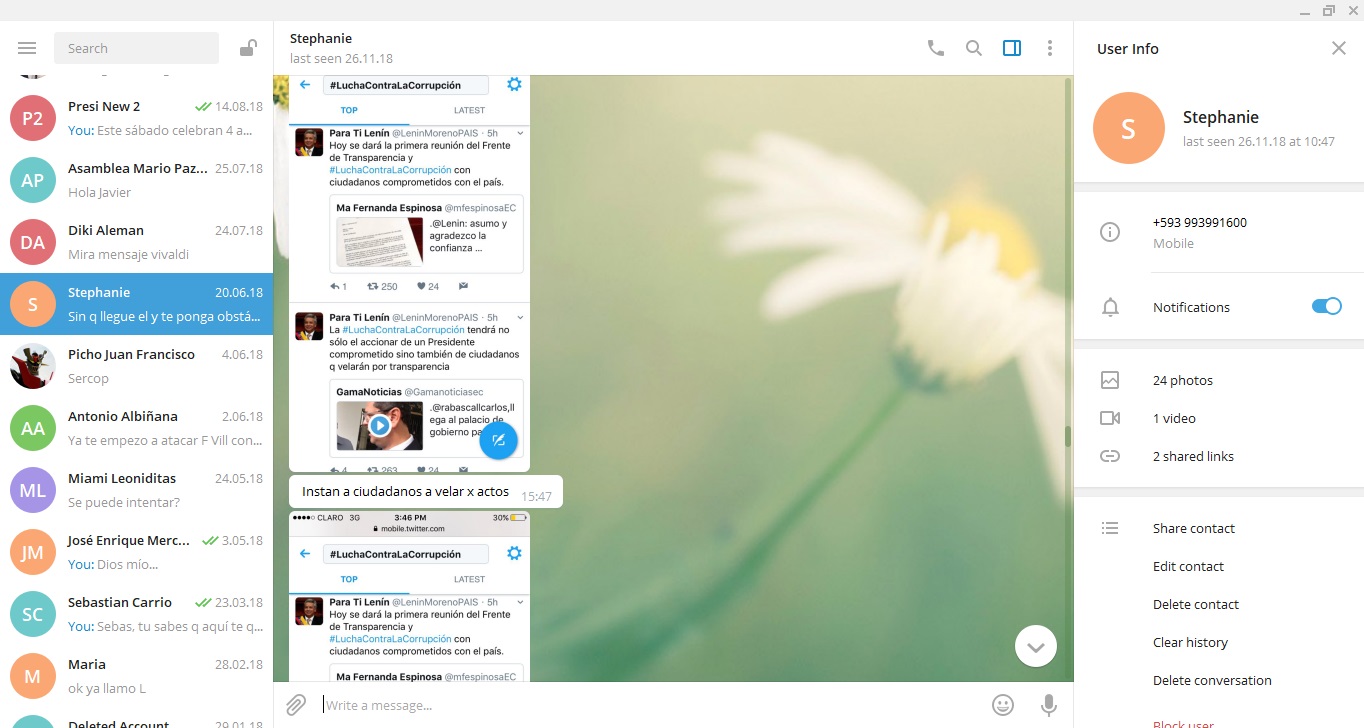 Search
P2
Presi New 2
14.08.18
You: Este sábado celebran 4 a...
AP
Asamblea Mario Paz...
25.07.18
Hola Javier
DA
Diki Aleman
24.07.18
Mira mensaje vivaldi
S
Stephanie
20.06.18
Sin q llegue el y te ponga obstá...
Picho Juan Francisco
4.06.18
Sercop
AA
Antonio Albiñana
2.06.18
Ya te empezo a atacar F Vill con...
ML
Miami Leoniditas
24.05.18
Se puede intentar?
JM
José Enrique Merc...
3.05.18
You: Dios mío...
SC
Sebastian Carrio
23.03.18
You: Sebas, tu sabes q aquí te q...
M
Maria
28.02.18
ok ya llamo L
Deleted Account
29.01.18
Stephanie
last seen 26.11.18
#LuchaContraLaCorrupción
TOP
LATEST
Para Ti Lenín @LeninMorenoPAIS · 5h
Hoy se dará la primera reunión del Frente
de Transparencia y
#LuchaContraLaCorrupción con
ciudadanos comprometidos con el país.
Ma Fernanda Espinosa @mfespinosaEC
.@Lenin: asumo y
agradezco la
confianza ...
1
250
24
Para Ti Lenín @LeninMorenoPAIS · 5h
La #LuchaContraLaCorrupción tendrá no
sólo el accionar de un Presidente
comprometido sino también de ciudadanos
q velarán por transparencia
GamaNoticias @Gamanoticiasec
.@rabascallcarlos,ll
ega al palacio de
gobierno pa
4
263
24
Instan a ciudadanos a velar x actos
15:47
CLARO 3G
3:46 PM
30%
mobile.twitter.com
#LuchaContraLaCorrupción
TOP
LATEST
Para Ti Lenín @LeninMorenoPAIS · 5h
Hoy se dará la primera reunión del Frente
de Transparencia y
#LuchaContraLaCorrupción con
ciudadanos comprometidos con el país.
Ma Fernanda Espinosa @mfespinosaEC
Write a message...
User Info
S
Stephanie
last seen 26.11.18 at 10:47
+593 993991600
Mobile
Notifications
24 photos
1 video
2 shared links
Share contact
Edit contact
Delete contact
Clear history
Delete conversation
Block user